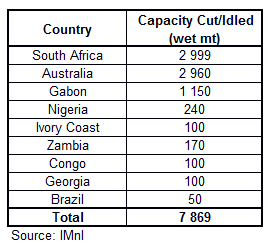 Country Capacity Cut/Idled
(wet mt)
South Africa 2 999
Australia 2 960
Gabon 1 150
Nigeria 240
Ivory Coast 100
Zambia 170
Congo 100
Georgia 100
Brazil 50
Total 7 869
Source: IMnI